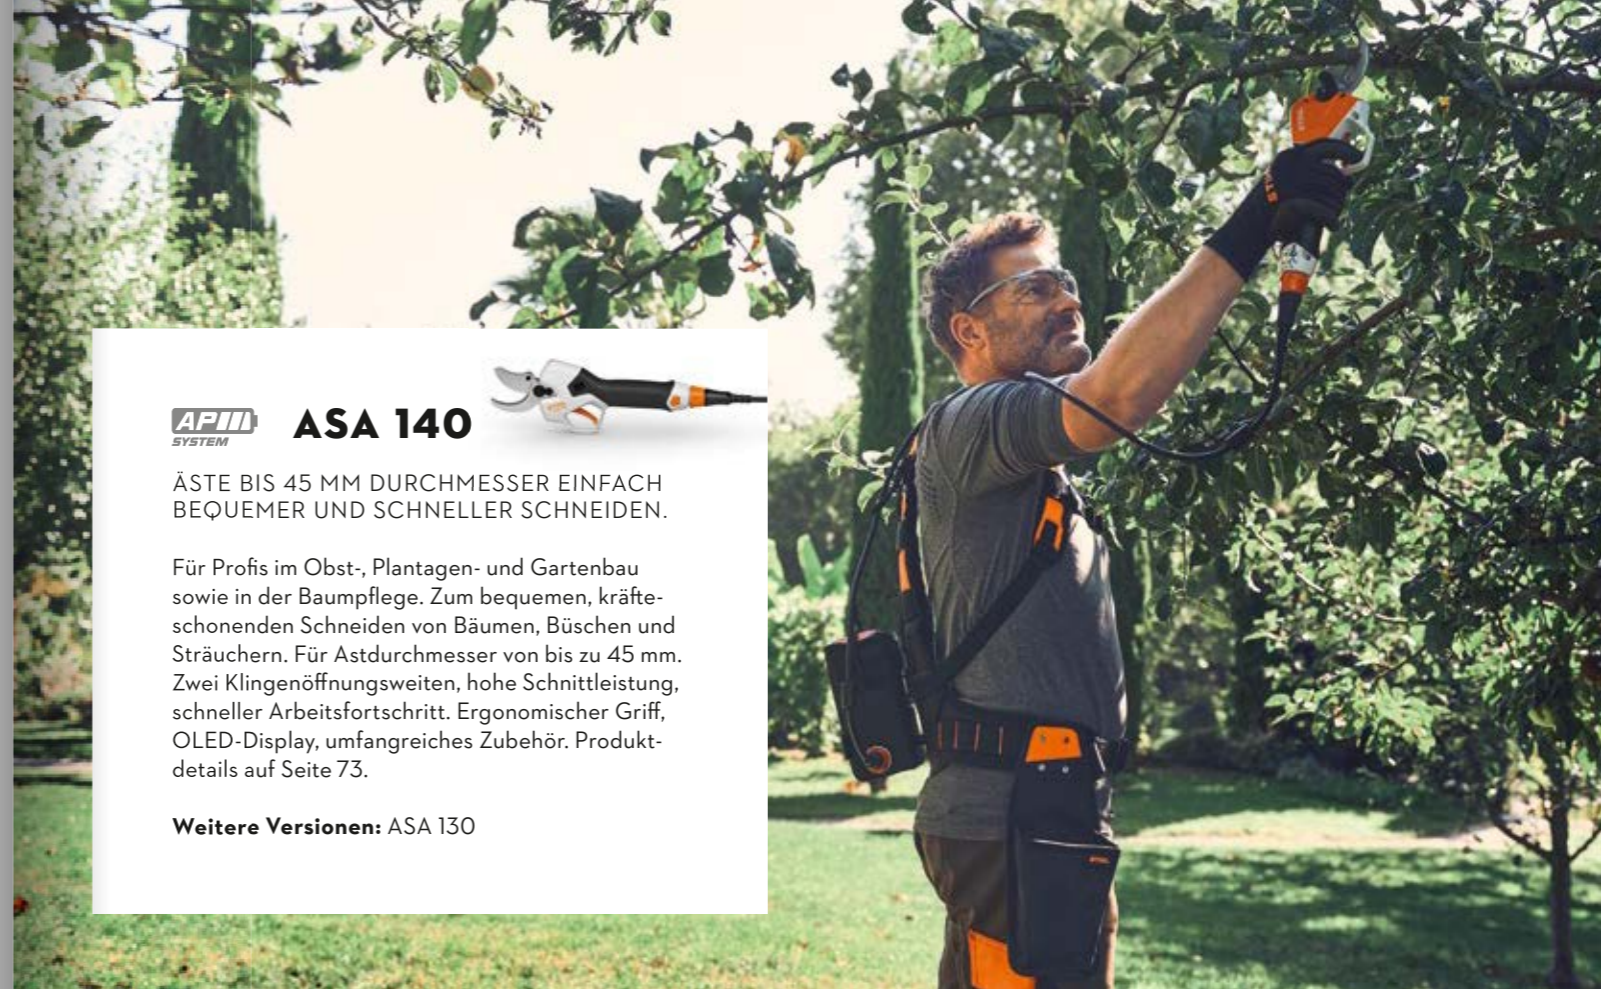 AP
SYSTEM
ASA 140
ÄSTE BIS 45 MM DURCHMESSER EINFACH
BEQUEMER UND SCHNELLER SCHNEIDEN.
Für Profis im Obst-, Plantagen- und Gartenbau
sowie in der Baumpflege. Zum bequemen, kräfte-
schonenden Schneiden von Bäumen, Büschen und
Sträuchern. Für Astdurchmesser von bis zu 45 mm.
Zwei Klingenöffnungsweiten, hohe Schnittleistung,
schneller Arbeitsfortschritt. Ergonomischer Griff,
OLED-Display, umfangreiches Zubehör. Produkt-
details auf Seite 73.
Weitere Versionen: ASA 130